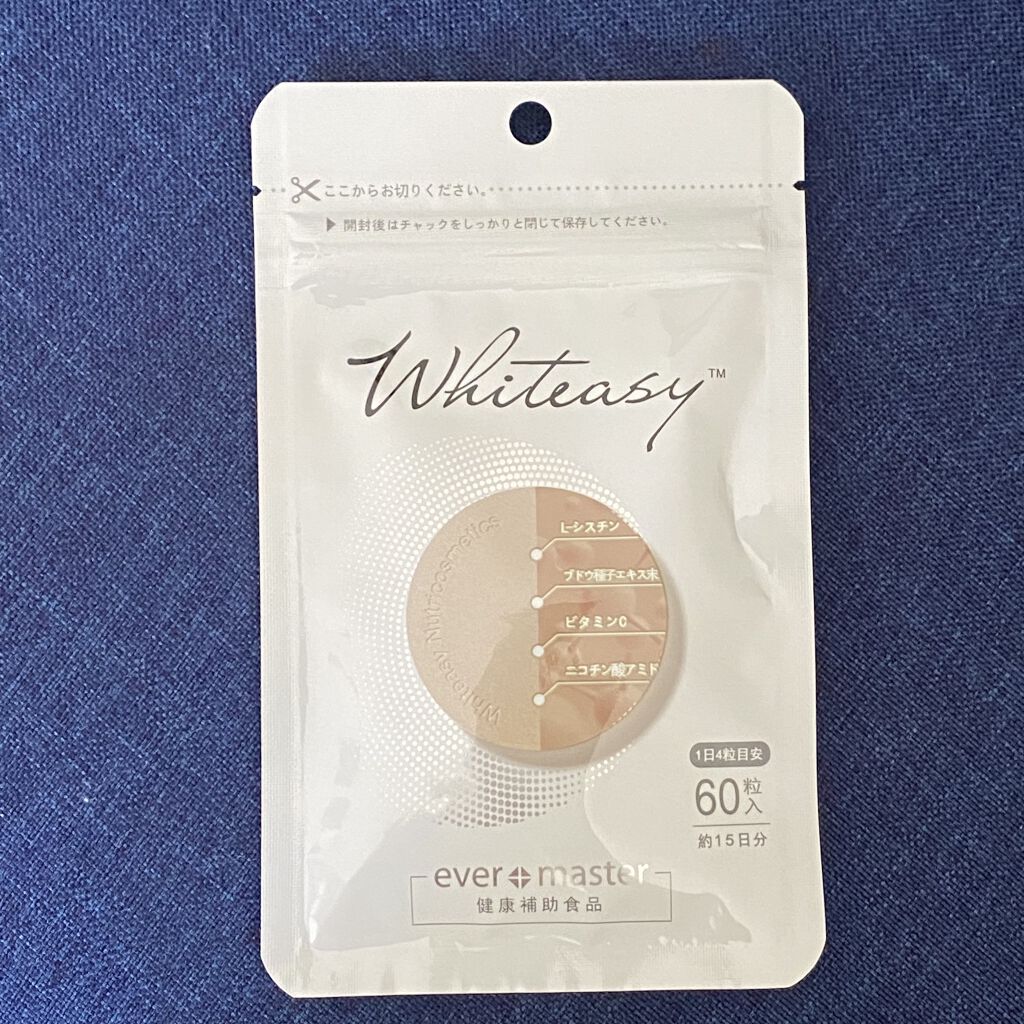 ここからお切りください。
▶ 開封後はチャックをしっかりと閉じて保存してください。
Whiteasy™
Whiteasy Nutricosmetics
L-シスチン
ブドウ種子エキス末
ビタミンC
ニコチン酸アミド
1日4粒目安
60粒入
約15日分
ever master
健康補助食品